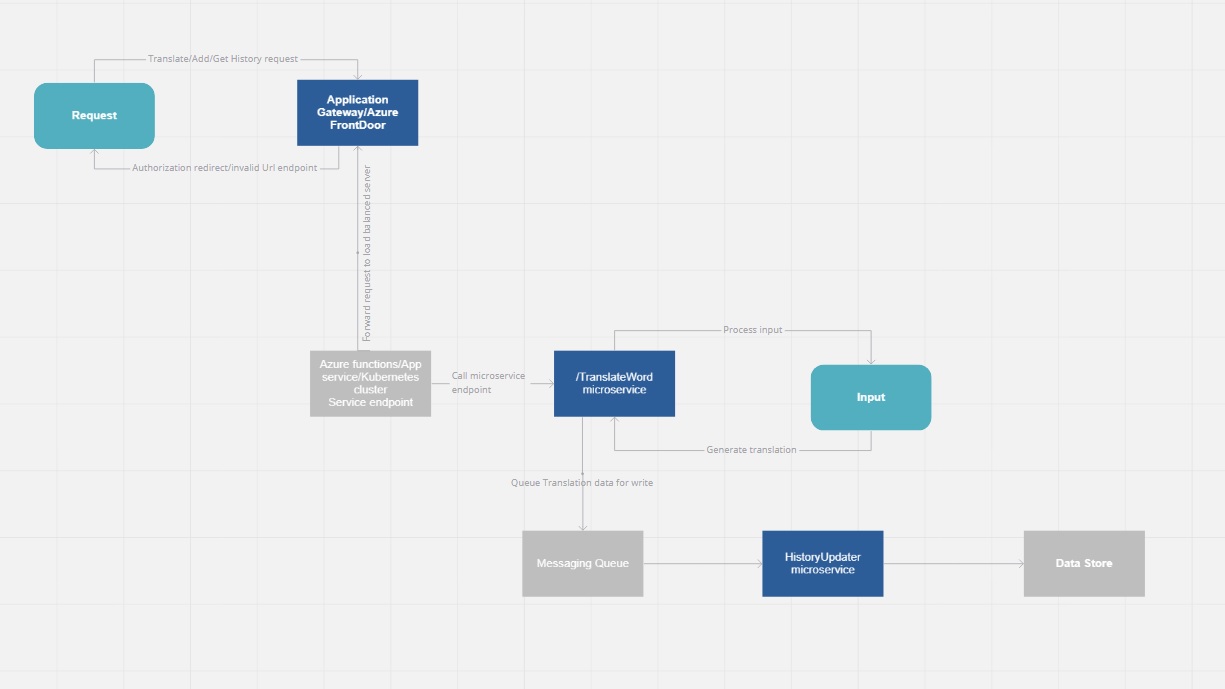 Translate/Add/Get History request
Request
Application
Gateway/Azure
FrontDoor
Authorization redirect/invalid Url endpoint
Forward request to load balanced server
Azure functions/App
service/Kubernetes
cluster
Service endpoint
Call microservice
endpoint
/TranslateWord
microservice
Process input
Input
Generate translation
Queue Translation data for write
Messaging Queue
HistoryUpdater
microservice
Data Store